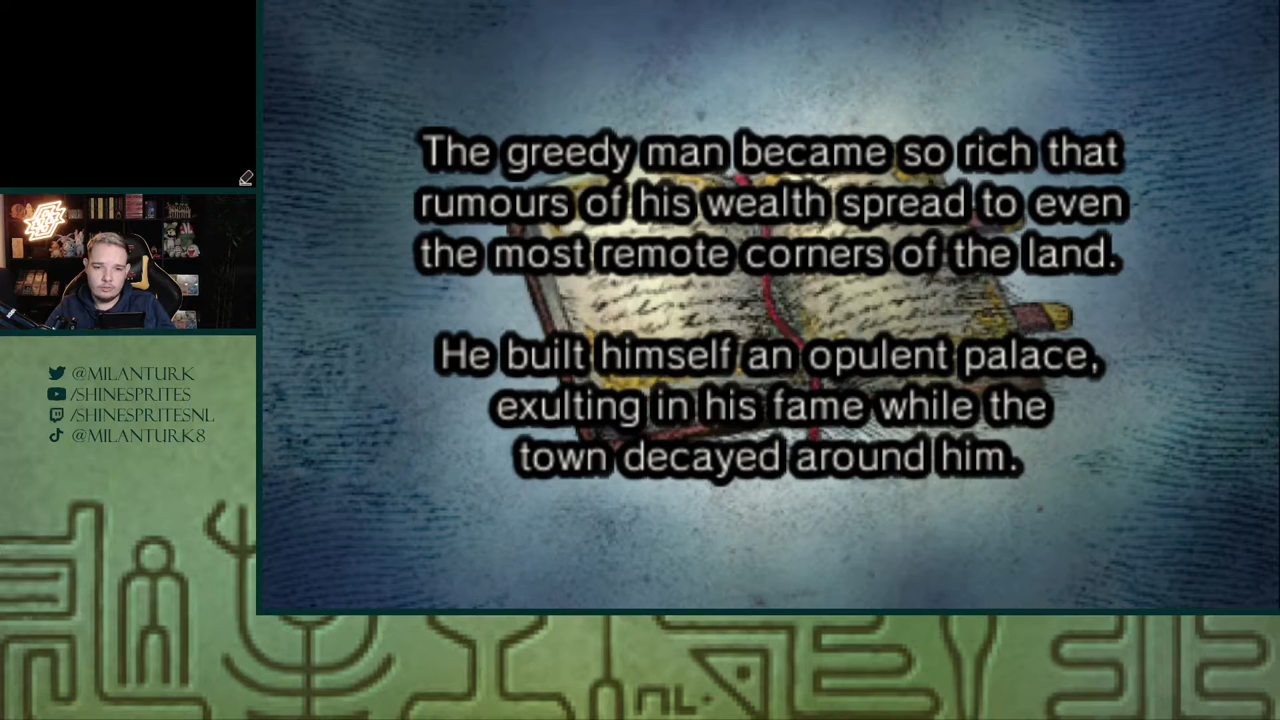 The greedy man became so rich that
rumours of his wealth spread to even
the most remote corners of the land.
He built himself an opulent palace,
exulting in his fame while the
town decayed around him.
@MILANTURK
/SHINESPRITES
/SHINESPRITESNL
@MILANTURK8